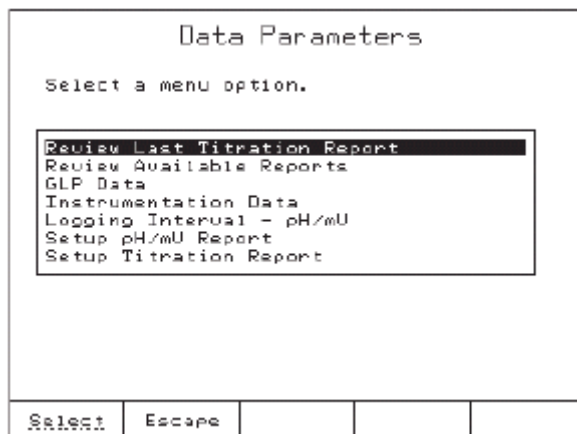 Data Parameters
Select a menu option.
Review Last Titration Report
Review Available Reports
GLP Data
Instrumentation Data
Logging Interval - pH/mV
Setup pH/mV Report
Setup Titration Report
Select
Escape